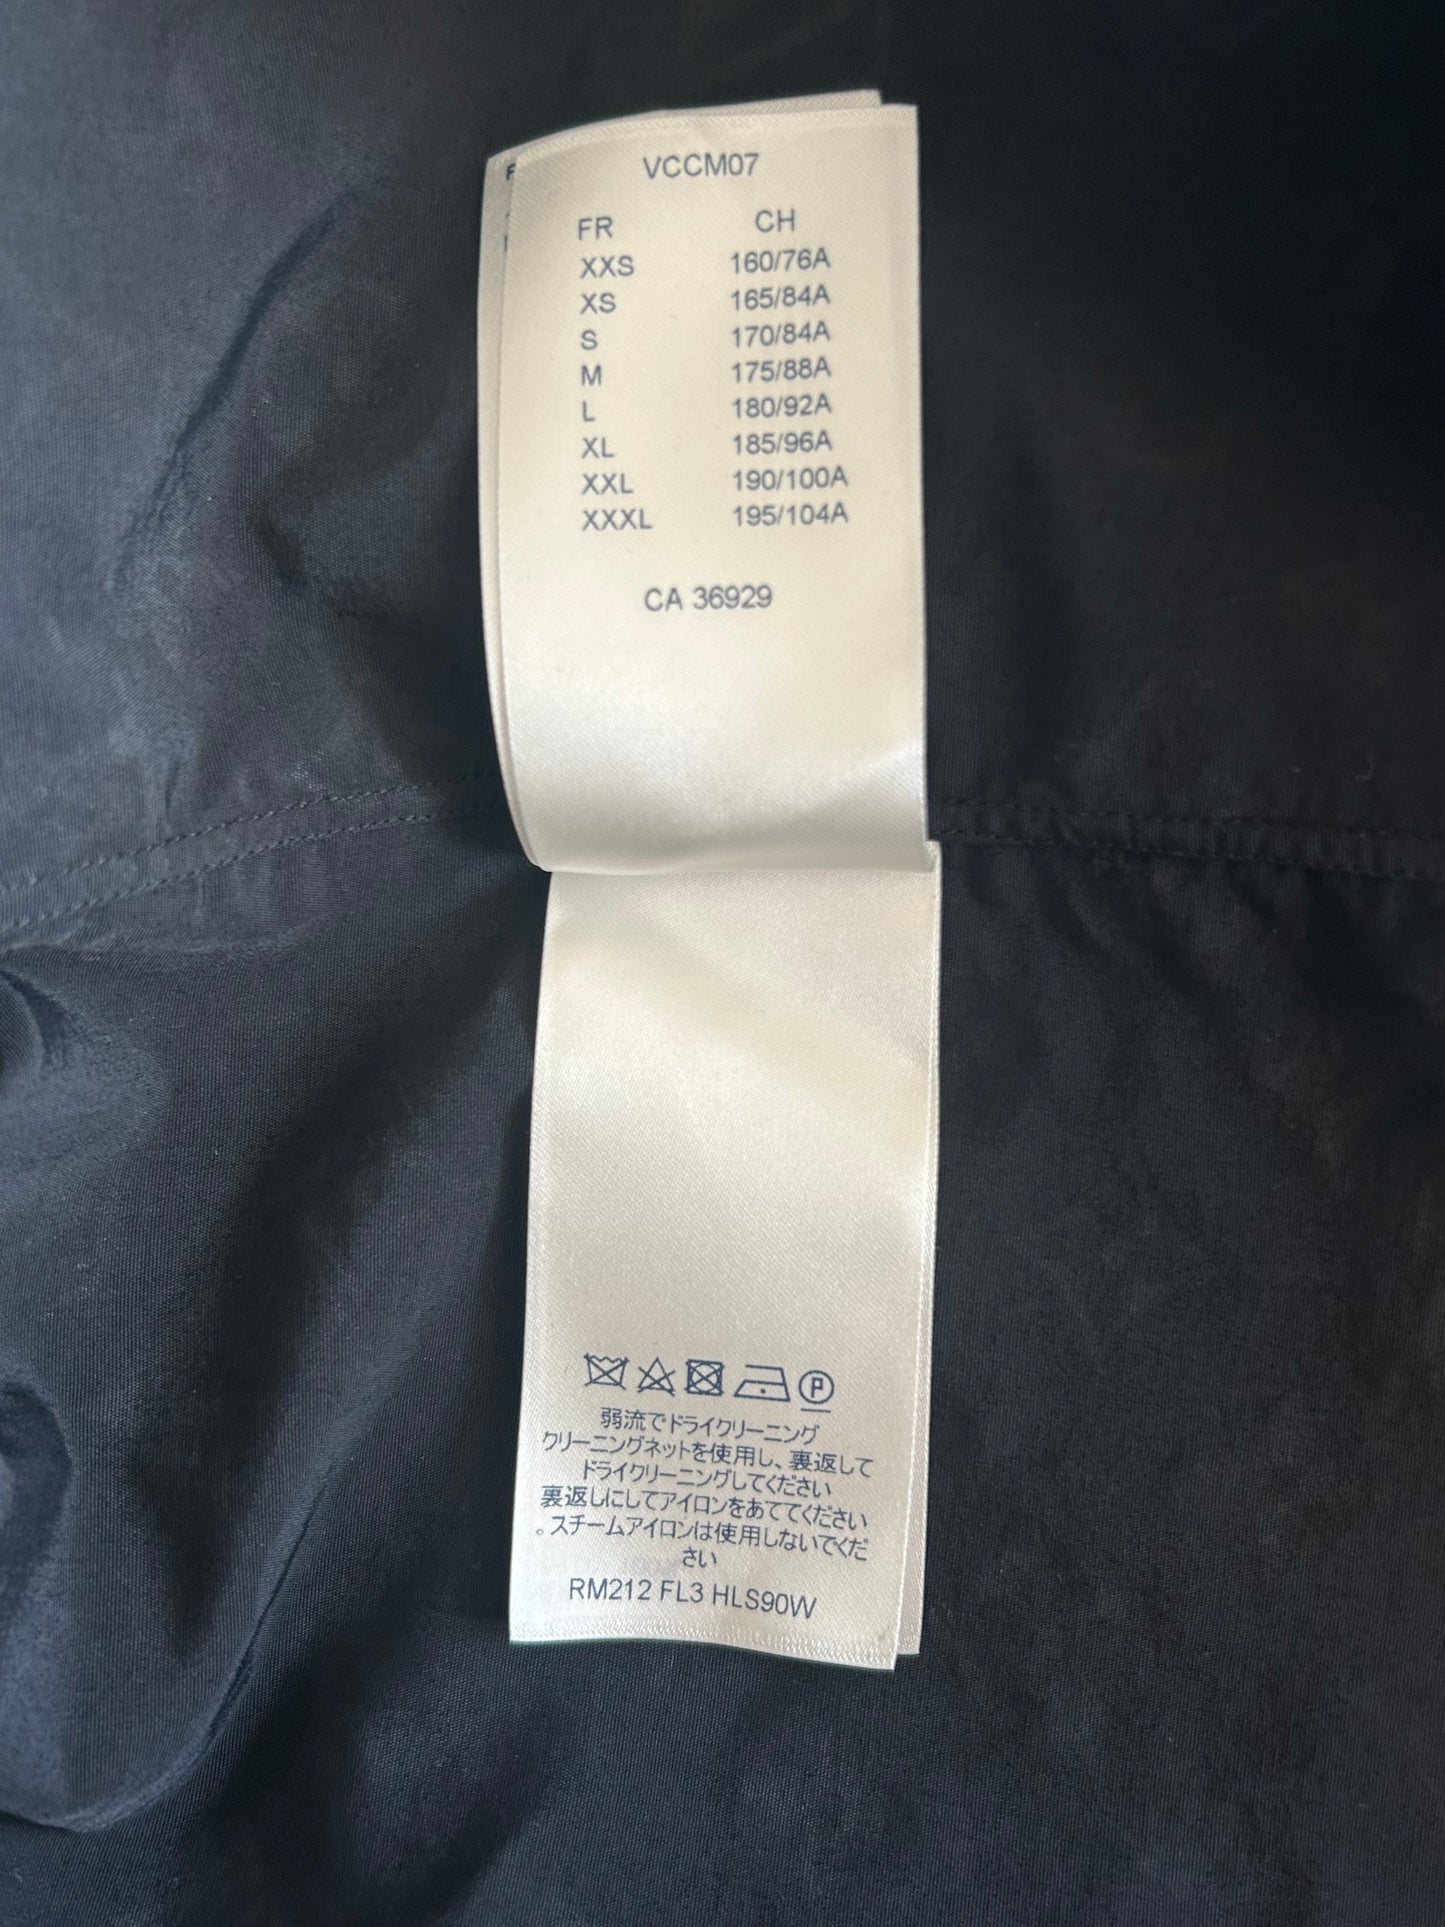 VCCM07
FR CH
XXS 160/76A
XS 165/84A
S 170/84A
M 175/88A
L 180/92A
XL 185/96A
XXL 190/100A
XXXL 195/104A
CA 36929
P
弱流でドライクリーニング
クリーニングネットを使用し、裏返して
ドライクリーニングしてください
裏返しにしてアイロンをあててください
。スチームアイロンは使用しないでくだ
さい
RM212 FL3 HLS90W